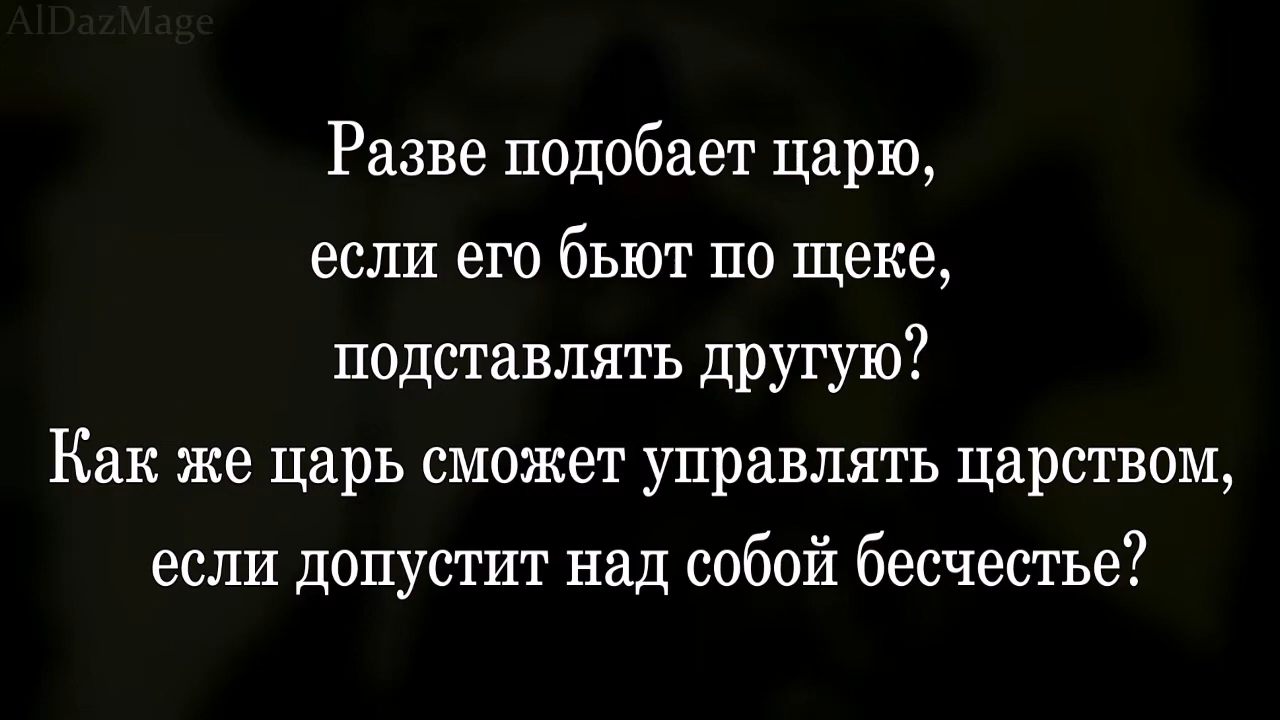 AlDazMage
Разве подобает царю,
если его бьют по щеке,
подставлять другую?
Как же царь сможет управлять царством,
если допустит над собой бесчестье?